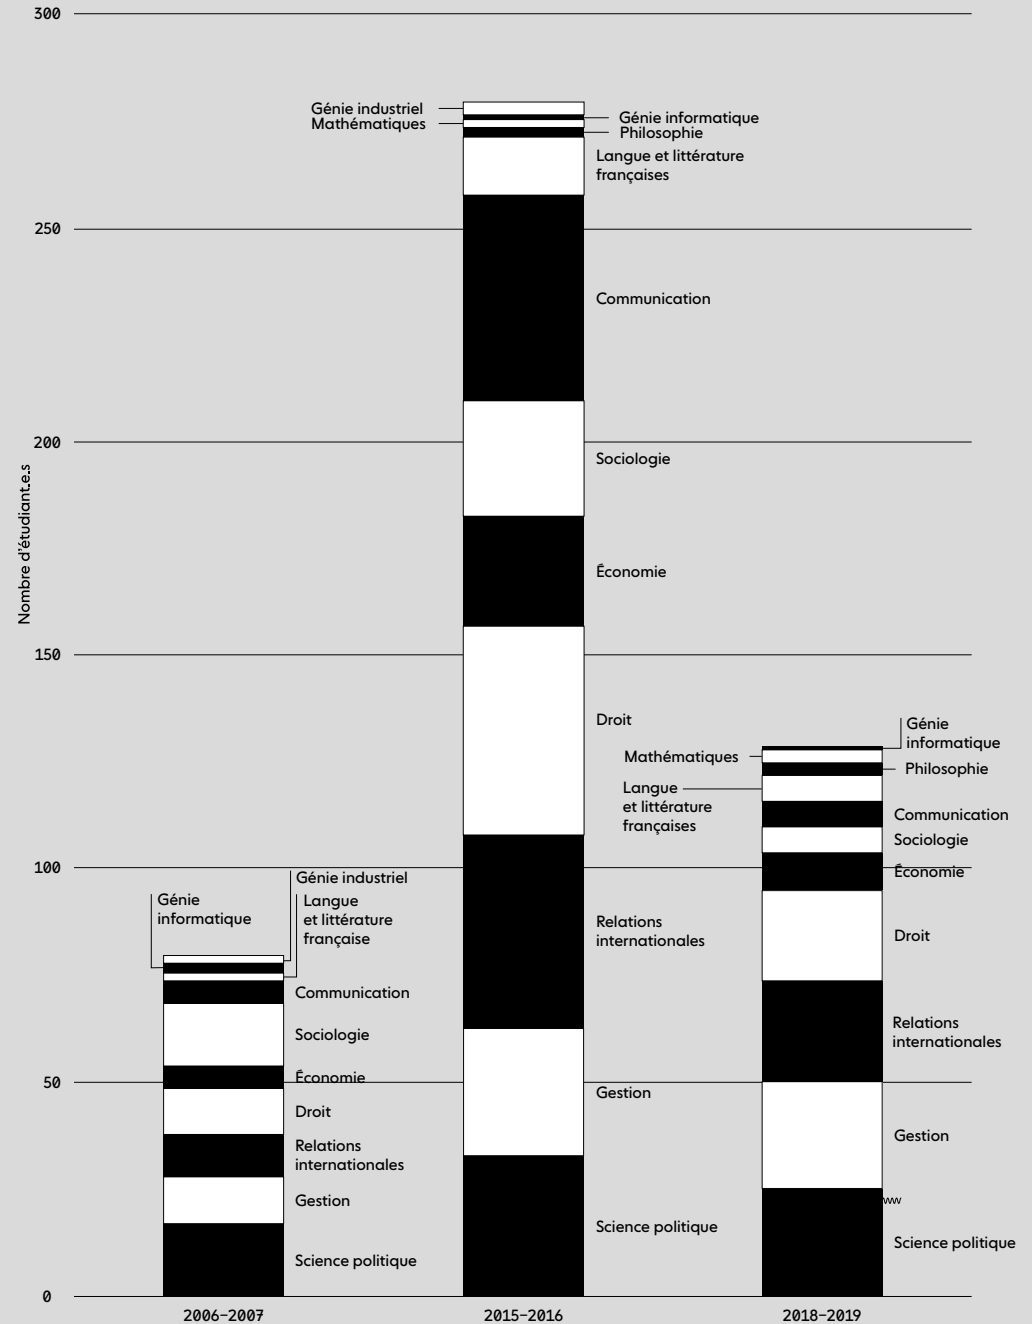 300
Génie industriel
Mathématiques
Génie informatique
Philosophie
Langue et littérature
françaises
250
Communication
200
Sociologie
Nombre d'étudiant.e.s
Économie
150
Droit
Génie
informatique
Mathématiques
Philosophie
Langue
et littérature
françaises
Communication
Sociologie
100
Économie
Génie industriel
Génie
informatique
Langue
et littérature
française
Droit
Relations
internationales
Communication
Sociologie
Relations
internationales
50
Économie
Gestion
Droit
Gestion
Relations
internationales
Gestion
ww
Science politique
Science politique
Science politique
0
2006–2007
2015–2016
2018–2019